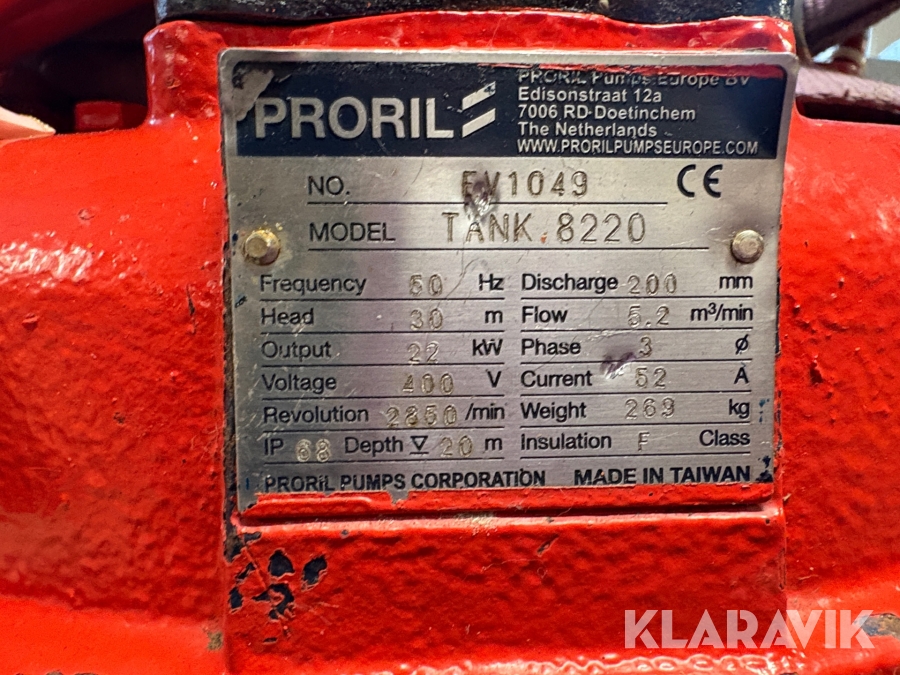 PRORIL
PRORIL Pumps Europe BV
Edisonstraat 12a
7006 RD-Doetinchem
The Netherlands
WWW.PRORILPUMPSEUROPE.COM
NO. EV1049 CE
MODEL TANK 8220
Frequency 50 Hz Discharge 200 mm
Head 30 m Flow 5.2 m³/min
Output 22 kW Phase 3 ø
Voltage 400 V Current 52 A
Revolution 2850 /min Weight 269 kg
IP 68 Depth ∇ 20 m Insulation F Class
PRORIL PUMPS CORPORATION MADE IN TAIWAN
KLARAVIK